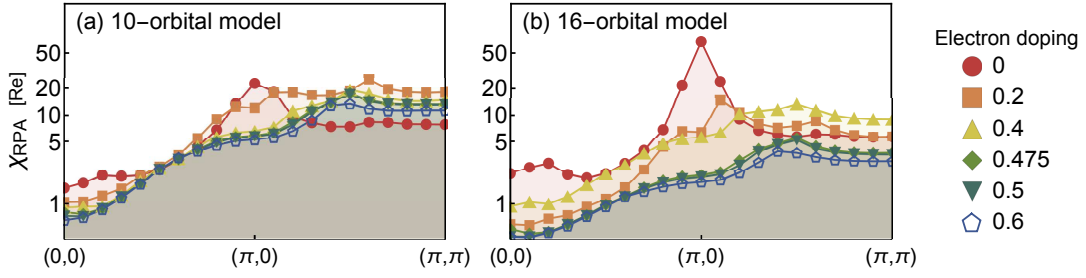 (a) 10−orbital model
(b) 16−orbital model
Electron doping
χRPA [Re]
50
20
10
5
1
50
20
10
5
1
0
0.2
0.4
0.475
0.5
0.6
(0,0)
(π,0)
(π,π)
(0,0)
(π,0)
(π,π)